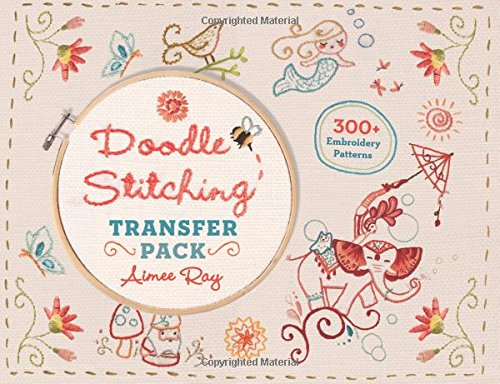 Copyrighted Material
Doodle
Stitching
TRANSFER
PACK
Aimee Ray
300+
Embroidery
Patterns
Copyrighted Material